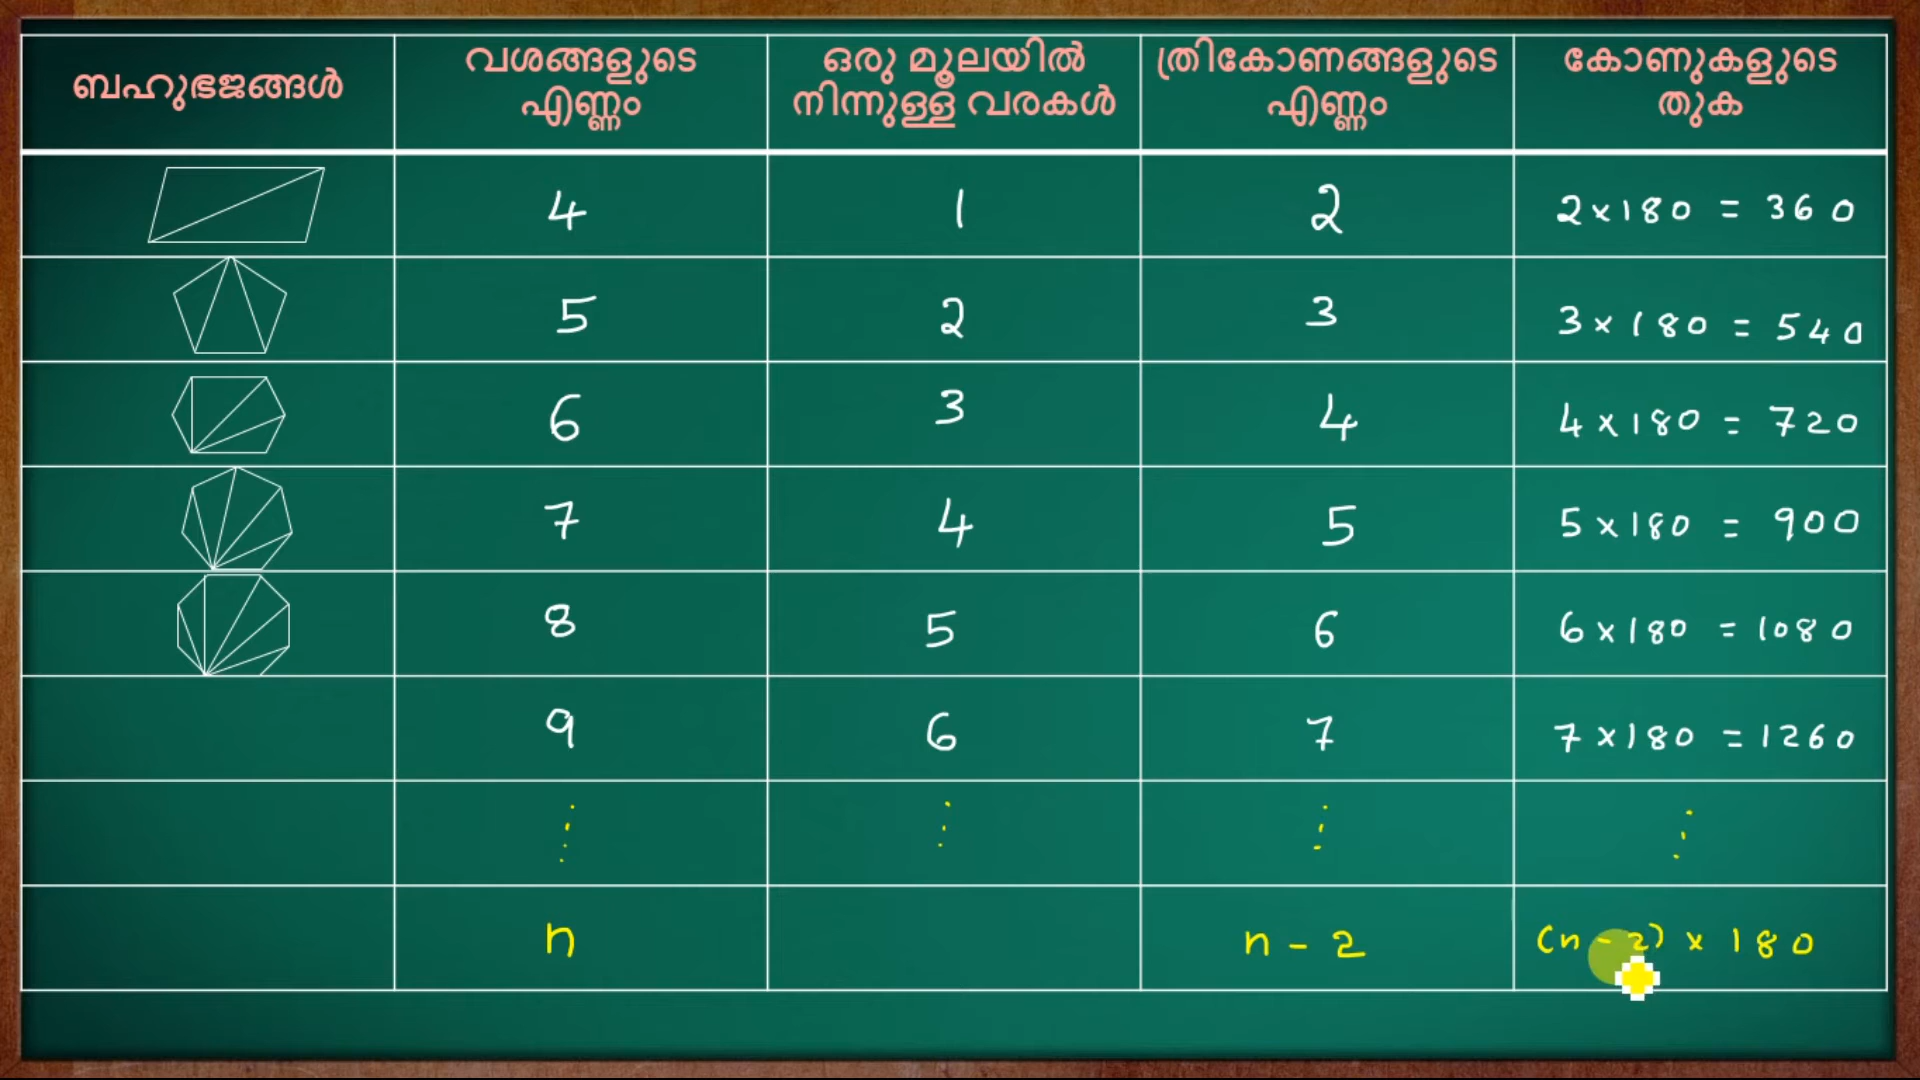 ബഹുഭജങ്ങൾ
വശങ്ങളുടെ
എണ്ണം
ഒരു മൂലയിൽ
നിന്നുള്ള വരകൾ
ത്രികോണങ്ങളുടെ
എണ്ണം
കോണുകളുടെ
തുക
4 1 2 2 x 180 = 360
5 2 3 3 x 180 = 540
6 3 4 4 x 180 = 720
7 4 5 5 x 180 = 900
8 5 6 6 x 180 = 1080
9 6 7 7 x 180 = 1260
n n - 2 (n - 2) x 180